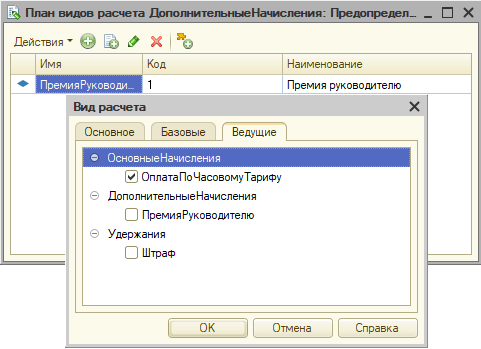 План видов расчета ДополнительныеНачисления: Предопредел...
Действия
Имя Код Наименование
ПремияРуководи... 1 Премия руководителю
Вид расчета
Основное Базовые Ведущие
ОсновныеНачисления
ОплатаПоЧасовомуТарифу
ДополнительныеНачисления
ПремияРуководителю
Удержания
Штраф
OK Отмена Справка